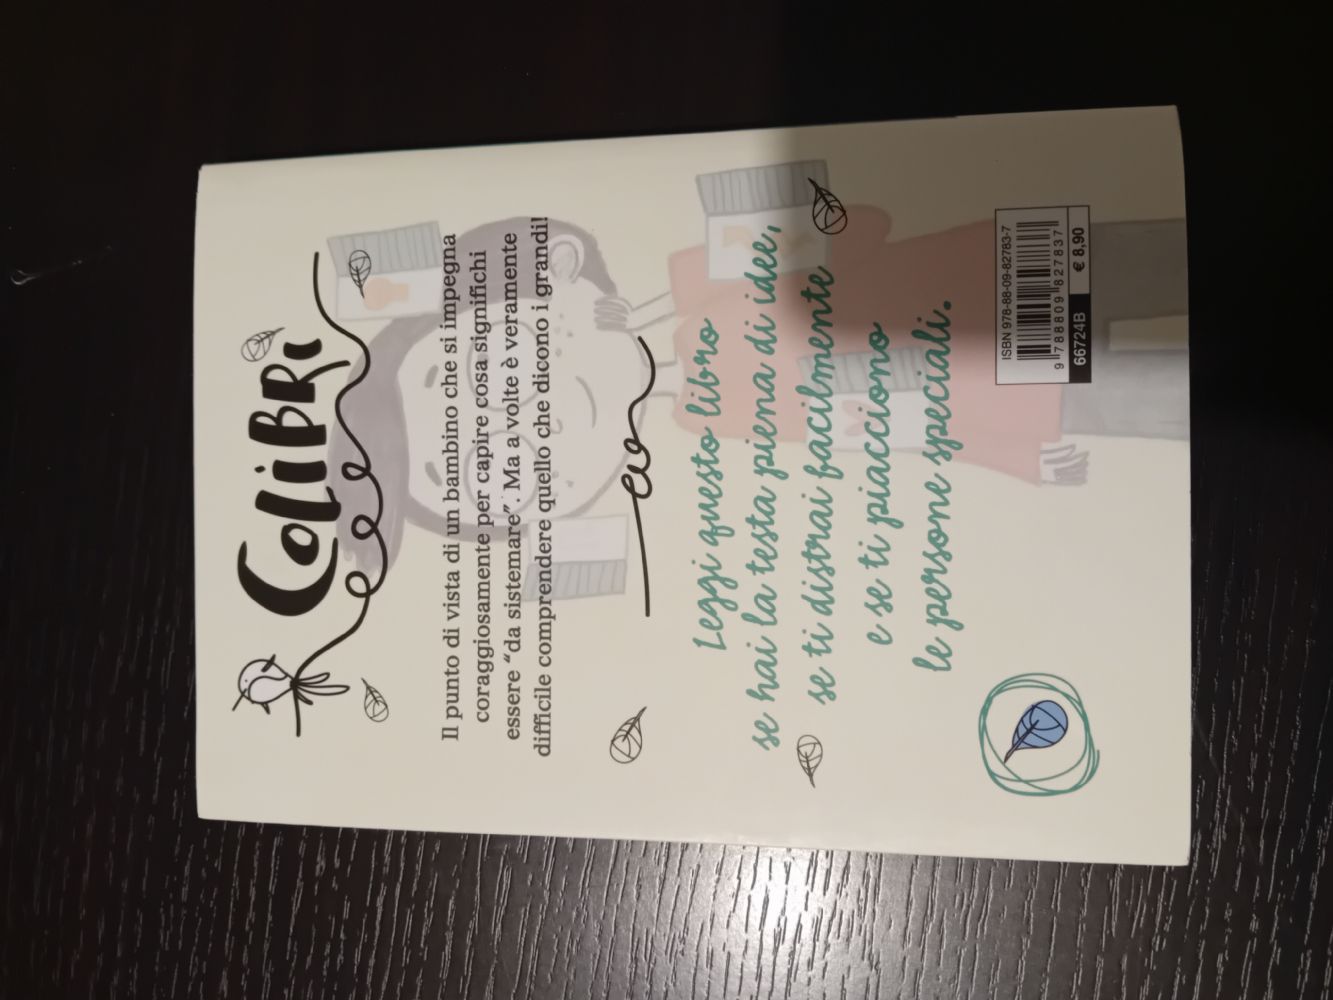 COLIBRI
Il punto di vista di un bambino che si impegna
coraggiosamente per capire cosa significhi
essere “da sistemare”. Ma a volte è veramente
difficile comprendere quello che dicono i grandi!
Leggi questo libro
se hai la testa piena di idee,
se ti distrai facilmente
e se ti piacciono
le persone speciali.
ISBN 978-88-09-82783-7
9 788809 827837
66724B € 8,90